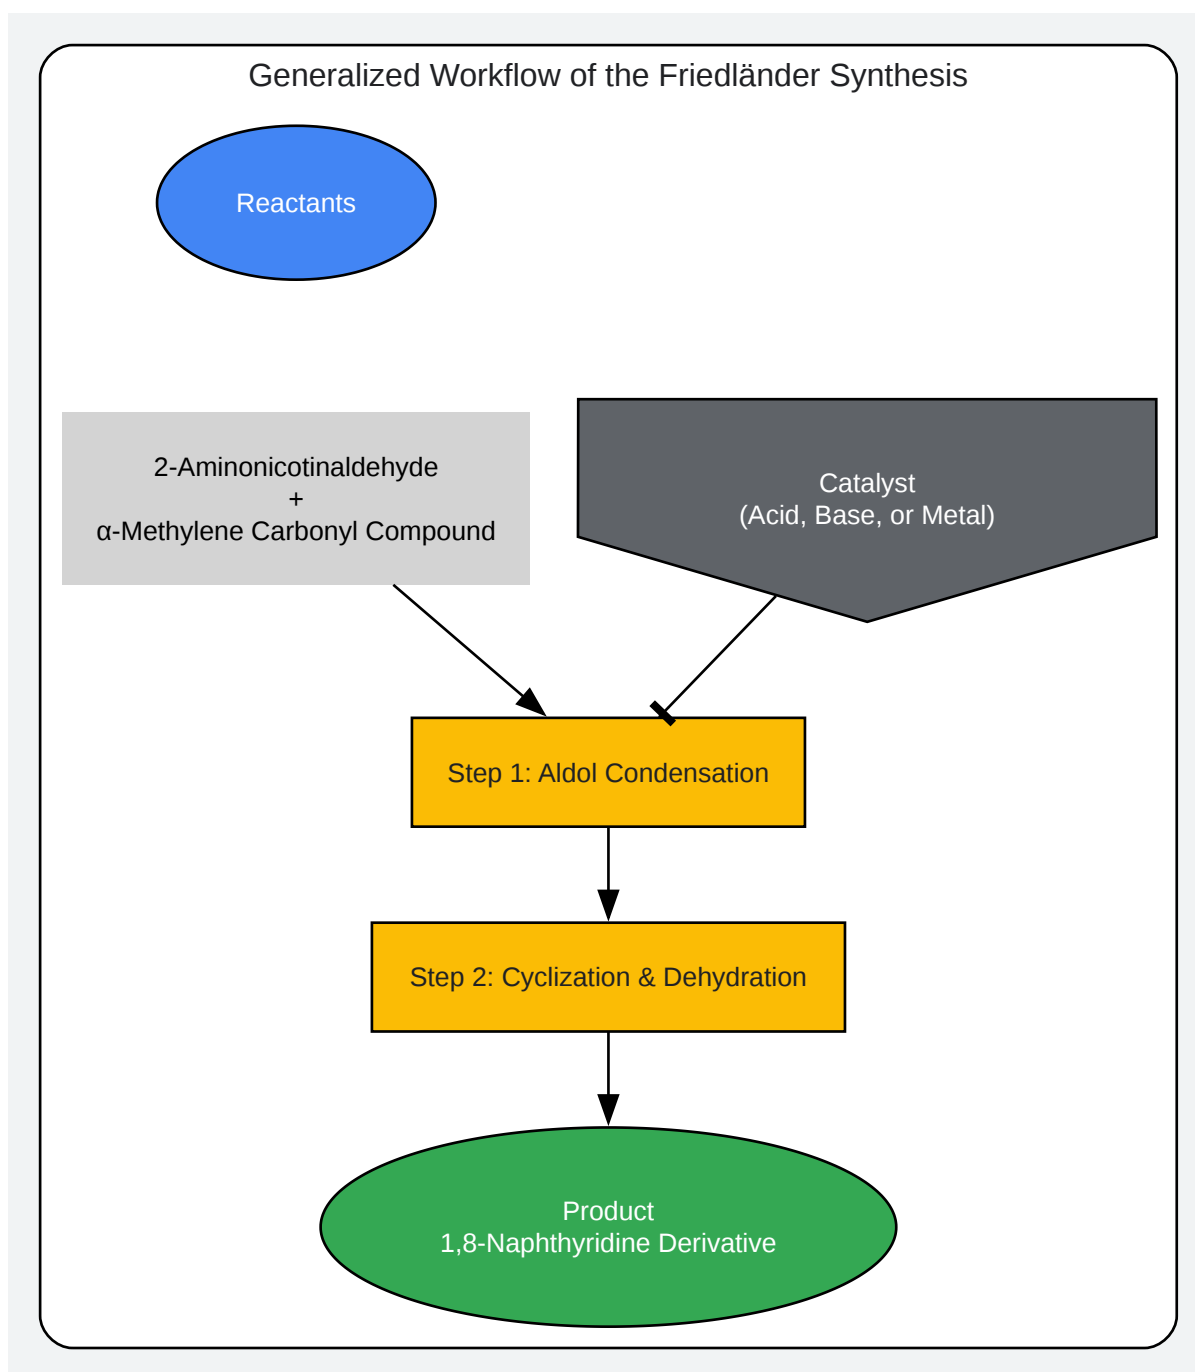 Generalized Workflow of the Friedländer Synthesis
Reactants
2-Aminonicotinaldehyde
+
α-Methylene Carbonyl Compound
Catalyst
(Acid, Base, or Metal)
Step 1: Aldol Condensation
Step 2: Cyclization & Dehydration
Product
1,8-Naphthyridine Derivative